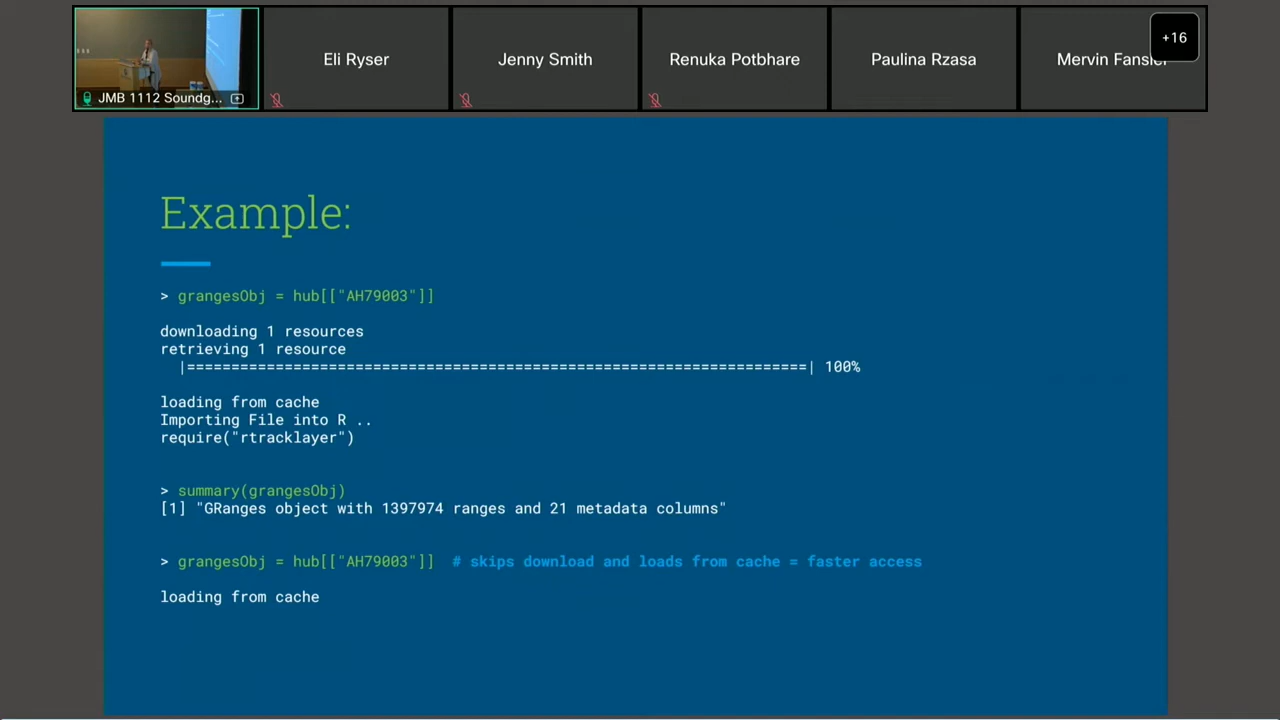 Eli Ryser
Jenny Smith
Renuka Potbhare
Paulina Rzasa
Mervin Fansler
+16
JMB 1112 Soundg...
Example:
> grangesObj = hub[["AH79003"]]
downloading 1 resources
retrieving 1 resource
|======================================================================| 100%
loading from cache
Importing File into R ..
require("rtracklayer")
> summary(grangesObj)
[1] "GRanges object with 1397974 ranges and 21 metadata columns"
> grangesObj = hub[["AH79003"]]  # skips download and loads from cache = faster access
loading from cache